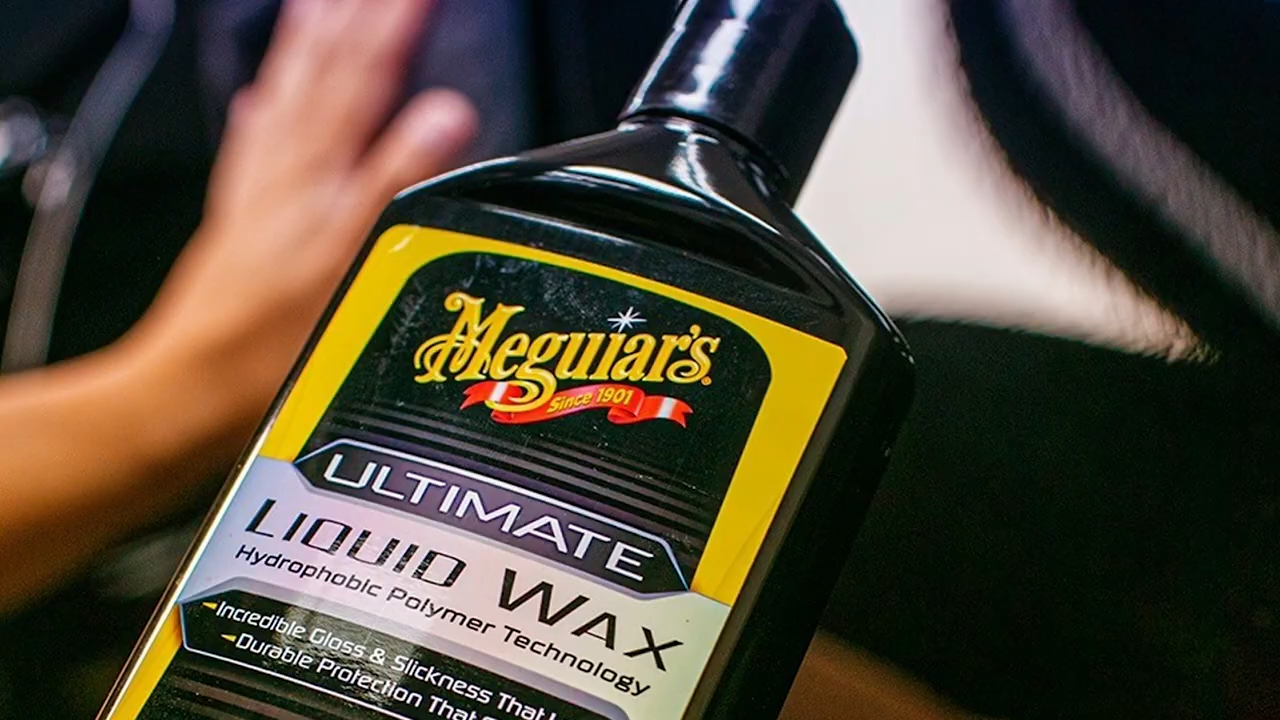 Meguiar's
Since 1901
ULTIMATE
LIQUID WAX
Hydrophobic Polymer Technology
Incredible Gloss & Slickness That
Durable Protection That